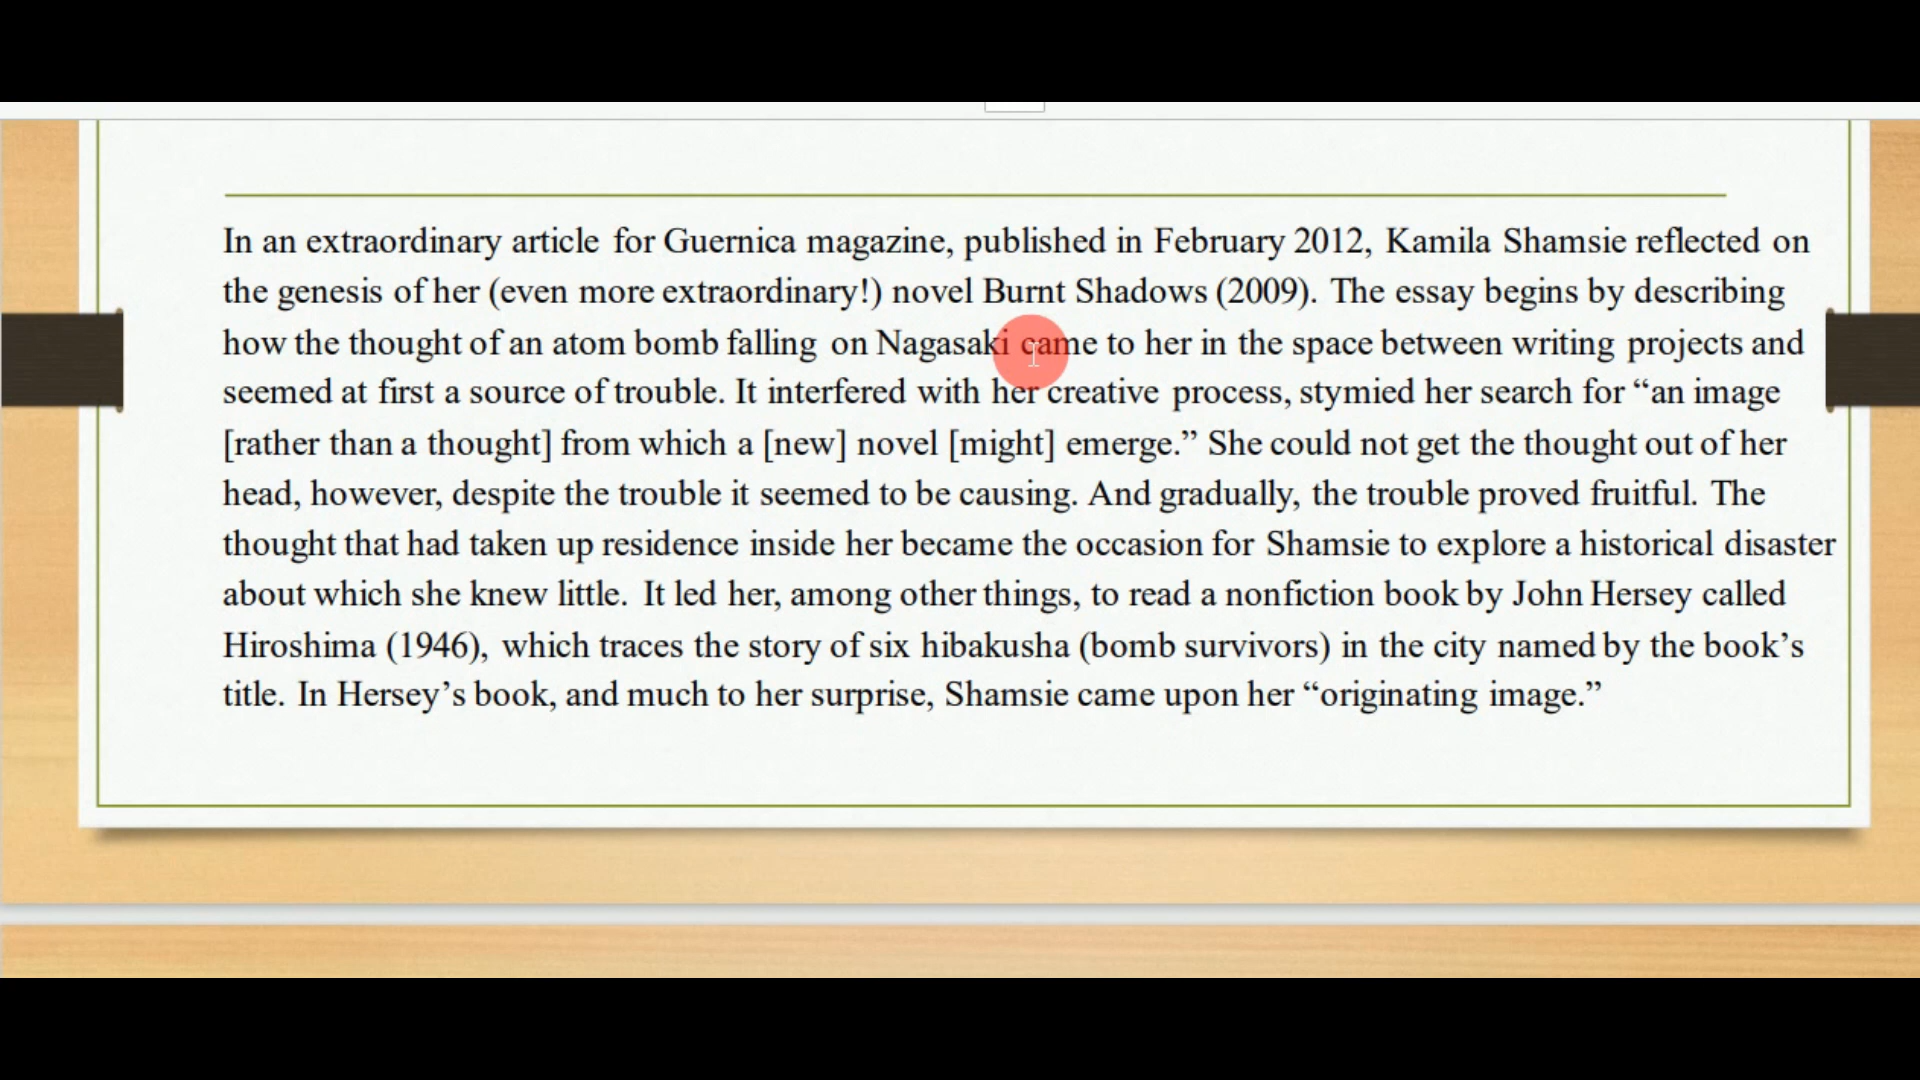 In an extraordinary article for Guernica magazine, published in February 2012, Kamila Shamsie reflected on
the genesis of her (even more extraordinary!) novel Burnt Shadows (2009). The essay begins by describing
how the thought of an atom bomb falling on Nagasaki came to her in the space between writing projects and
seemed at first a source of trouble. It interfered with her creative process, stymied her search for “an image
[rather than a thought] from which a [new] novel [might] emerge.” She could not get the thought out of her
head, however, despite the trouble it seemed to be causing. And gradually, the trouble proved fruitful. The
thought that had taken up residence inside her became the occasion for Shamsie to explore a historical disaster
about which she knew little. It led her, among other things, to read a nonfiction book by John Hersey called
Hiroshima (1946), which traces the story of six hibakusha (bomb survivors) in the city named by the book’s
title. In Hersey’s book, and much to her surprise, Shamsie came upon her “originating image.”